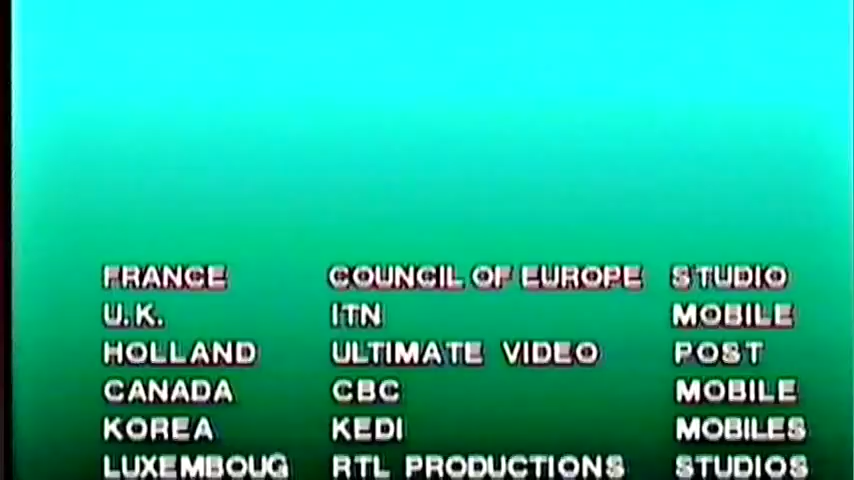 FRANCE COUNCIL OF EUROPE STUDIO
U.K. ITN MOBILE
HOLLAND ULTIMATE VIDEO POST
CANADA CBC MOBILE
KOREA KEDI MOBILES
LUXEMBOUG RTL PRODUCTIONS STUDIOS